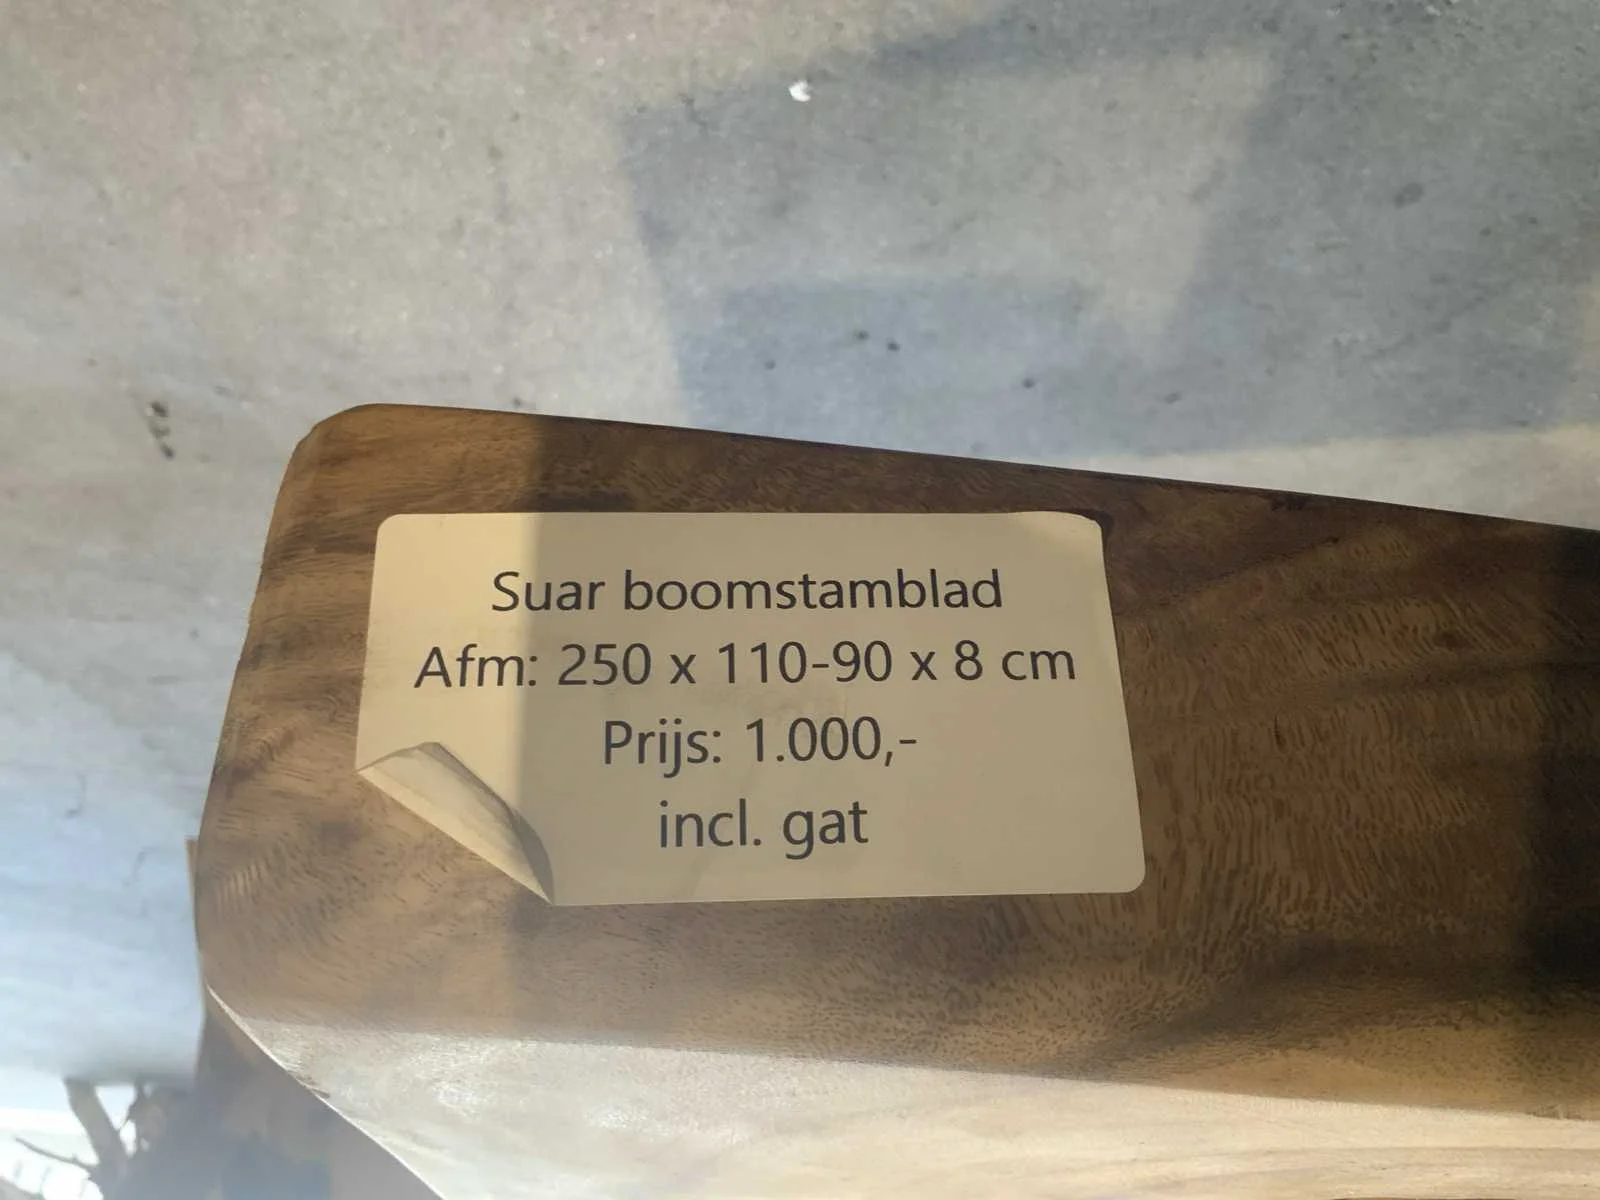 Suar boomstamblad
Afm: 250 x 110-90 x 8 cm
Prijs: 1.000,-
incl. gat